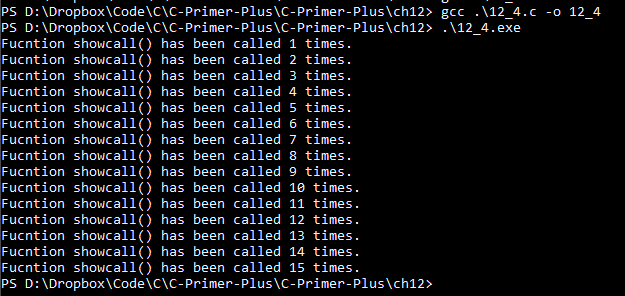 PS D:\Dropbox\Code\C\C-Primer-Plus\C-Primer-Plus\ch12> gcc .\12_4.c -o 12_4
PS D:\Dropbox\Code\C\C-Primer-Plus\C-Primer-Plus\ch12> .\12_4.exe
Fucntion showcall() has been called 1 times.
Fucntion showcall() has been called 2 times.
Fucntion showcall() has been called 3 times.
Fucntion showcall() has been called 4 times.
Fucntion showcall() has been called 5 times.
Fucntion showcall() has been called 6 times.
Fucntion showcall() has been called 7 times.
Fucntion showcall() has been called 8 times.
Fucntion showcall() has been called 9 times.
Fucntion showcall() has been called 10 times.
Fucntion showcall() has been called 11 times.
Fucntion showcall() has been called 12 times.
Fucntion showcall() has been called 13 times.
Fucntion showcall() has been called 14 times.
Fucntion showcall() has been called 15 times.
PS D:\Dropbox\Code\C\C-Primer-Plus\C-Primer-Plus\ch12>